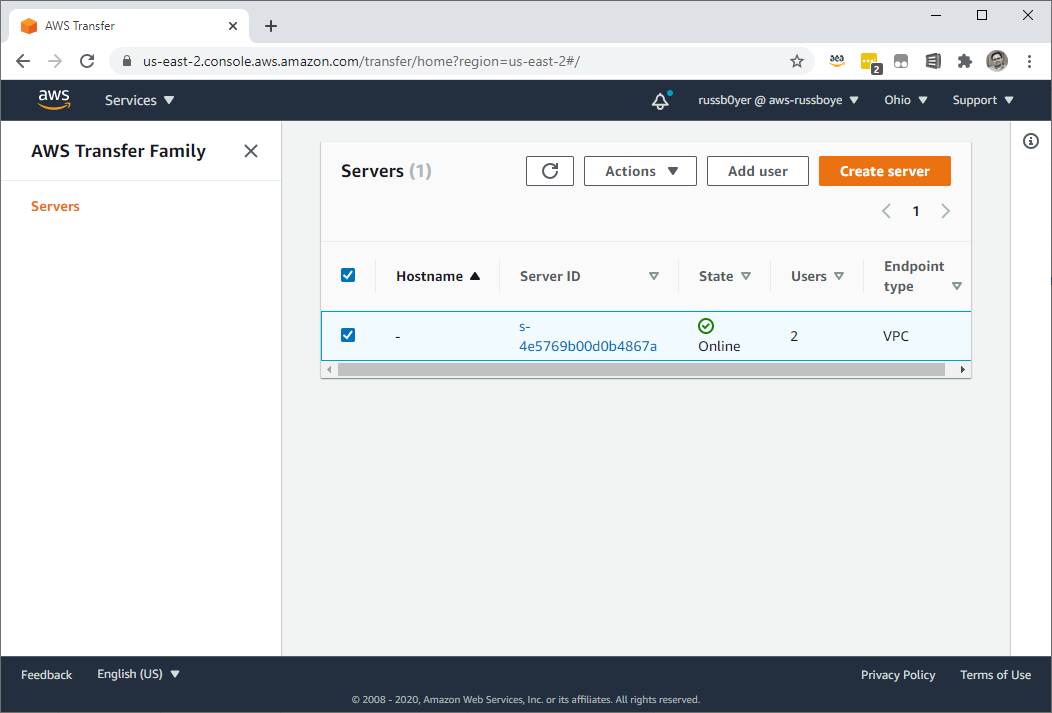 AWS Transfer
us-east-2.console.aws.amazon.com/transfer/home?region=us-east-2#/
2
aws
Services
russb0yer @ aws-russboye
Ohio
Support
AWS Transfer Family
Servers
Servers (1)
Actions
Add user
Create server
1
Hostname
Server ID
State
Users
Endpoint
type
-
s-
4e5769b00d0b4867a
Online
2
VPC
Feedback
English (US)
Privacy Policy
Terms of Use
© 2008 - 2020, Amazon Web Services, Inc. or its affiliates. All rights reserved.